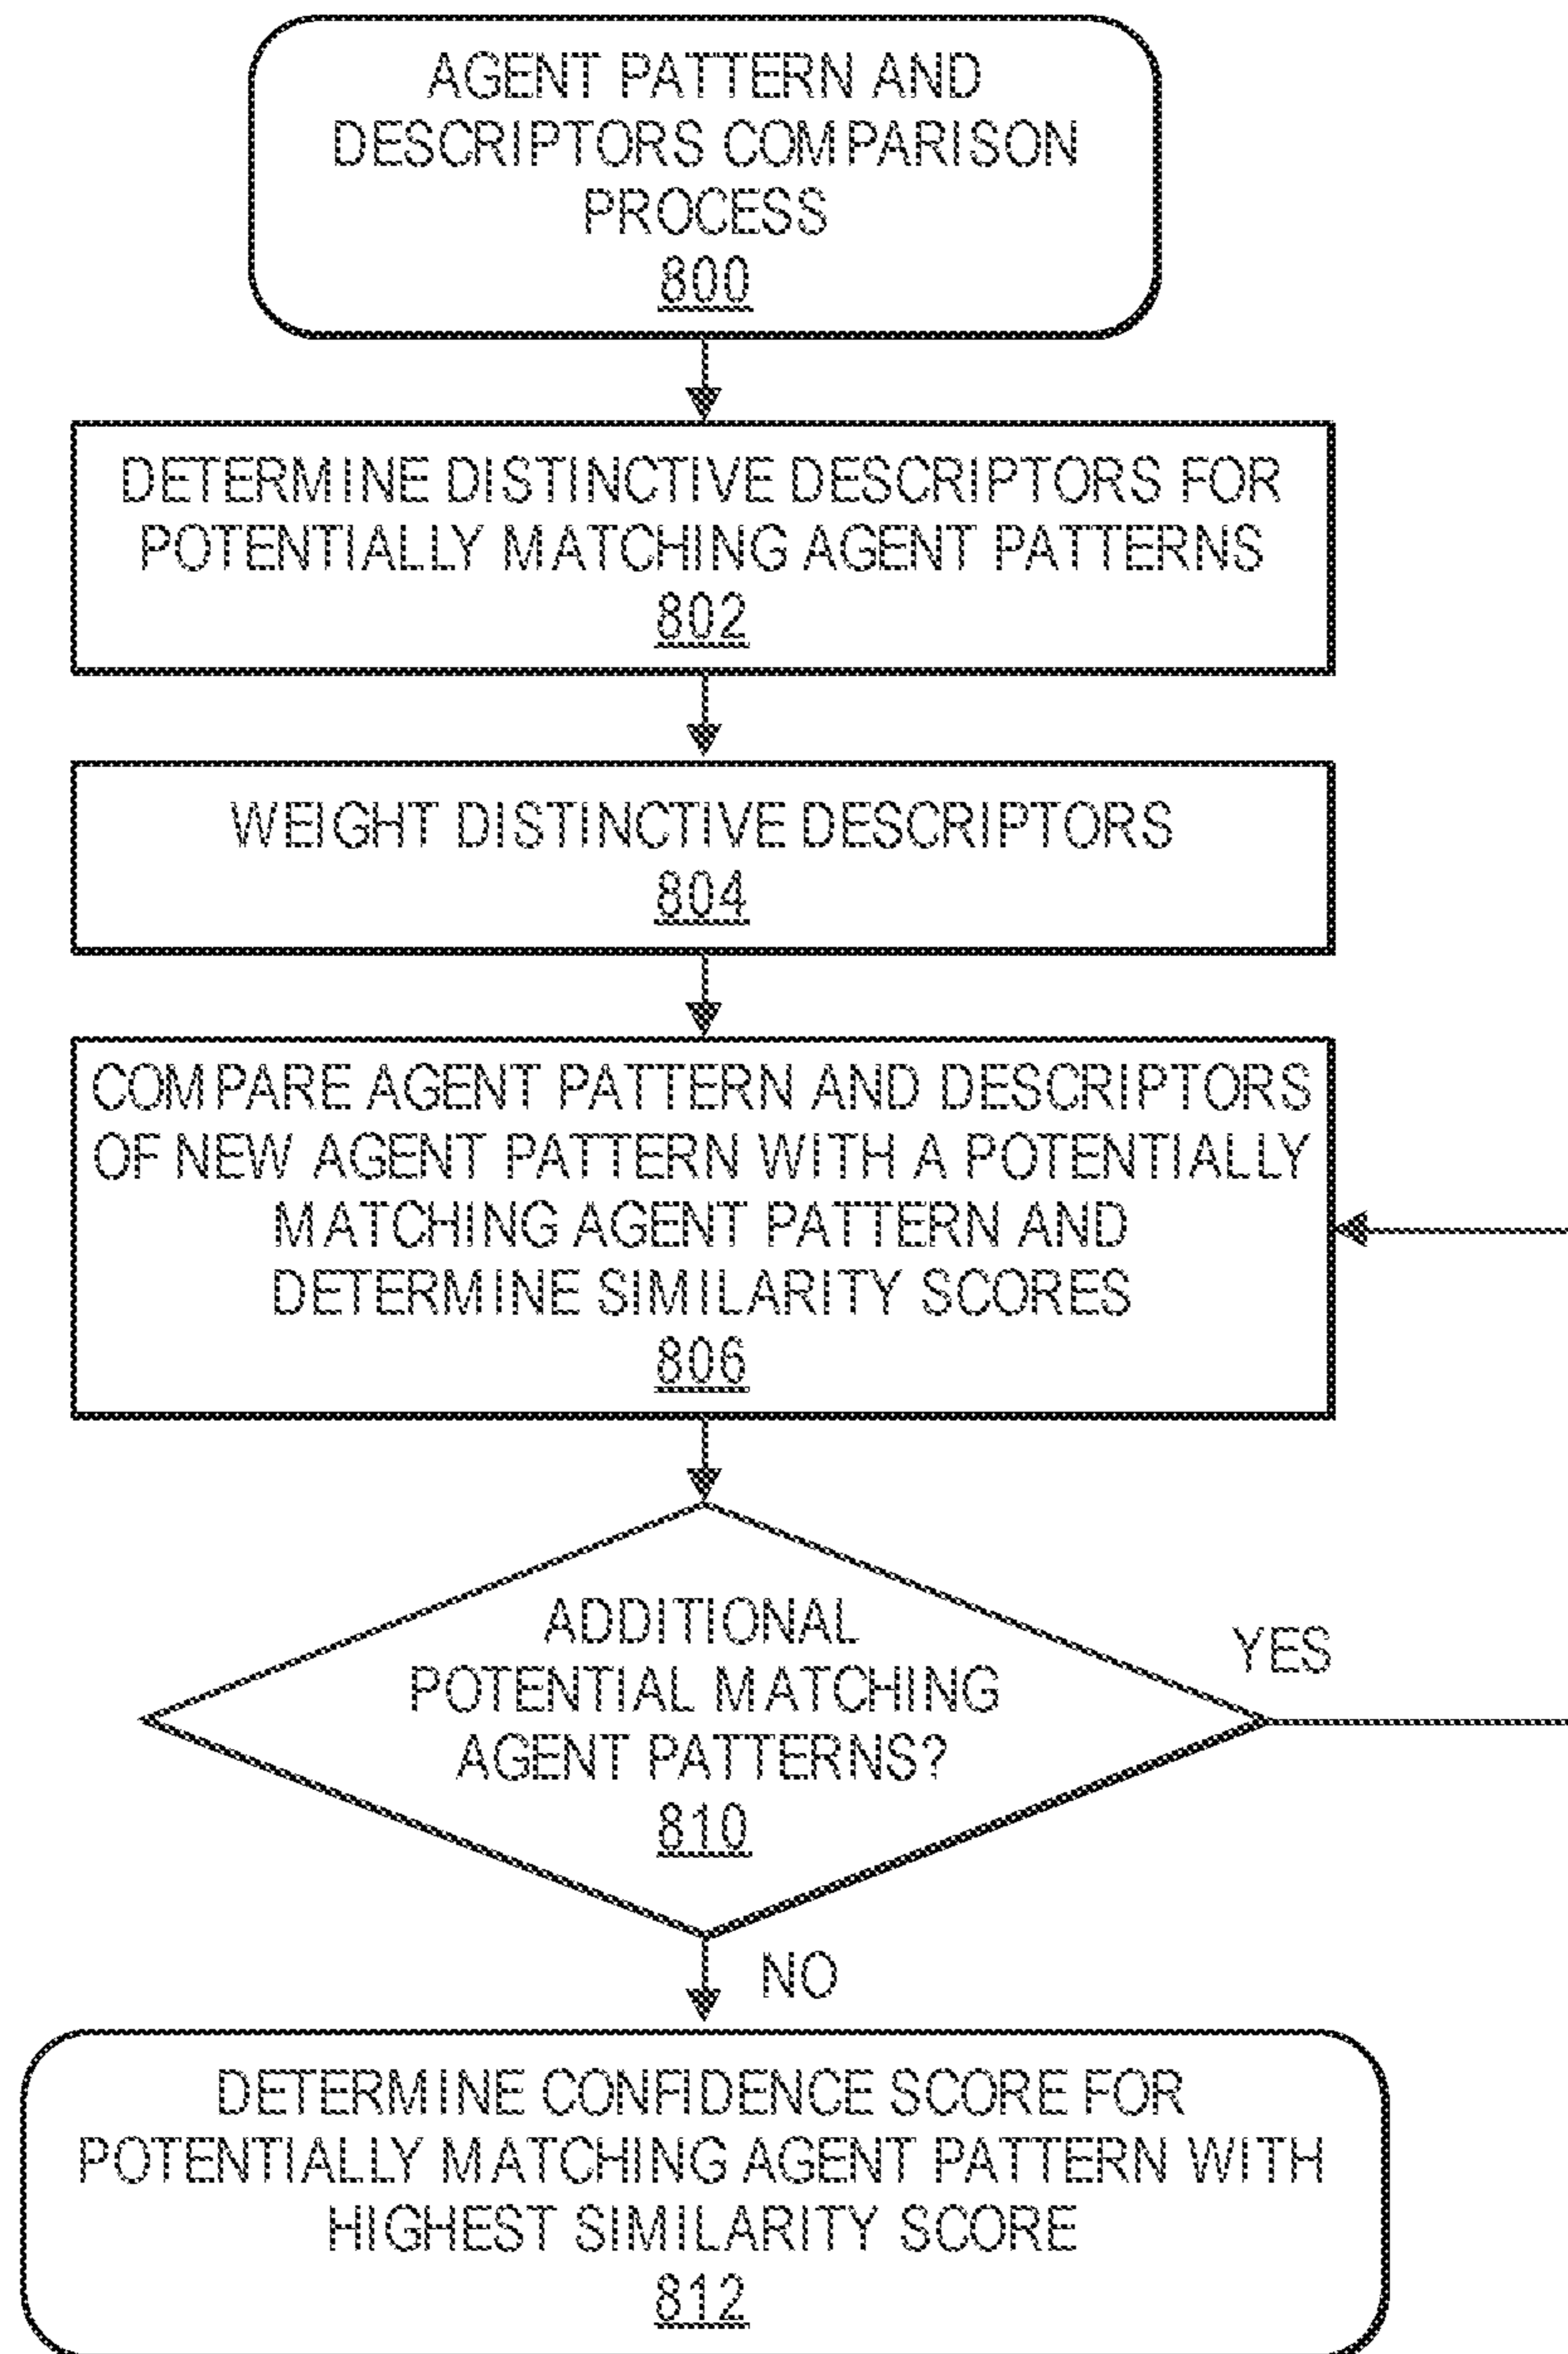 AGENT PATTERN AND
DESCRIPTORS COMPARISON
PROCESS
800
DETERMINE DISTINCTIVE DESCRIPTORS FOR
POTENTIALLY MATCHING AGENT PATTERNS
802
WEIGHT DISTINCTIVE DESCRIPTORS
804
COMPARE AGENT PATTERN AND DESCRIPTORS
OF NEW AGENT PATTERN WITH A POTENTIALLY
MATCHING AGENT PATTERN AND
DETERMINE SIMILARITY SCORES
806
ADDITIONAL
POTENTIAL MATCHING
AGENT PATTERNS?
810
YES
NO
DETERMINE CONFIDENCE SCORE FOR
POTENTIALLY MATCHING AGENT PATTERN WITH
HIGHEST SIMILARITY SCORE
812